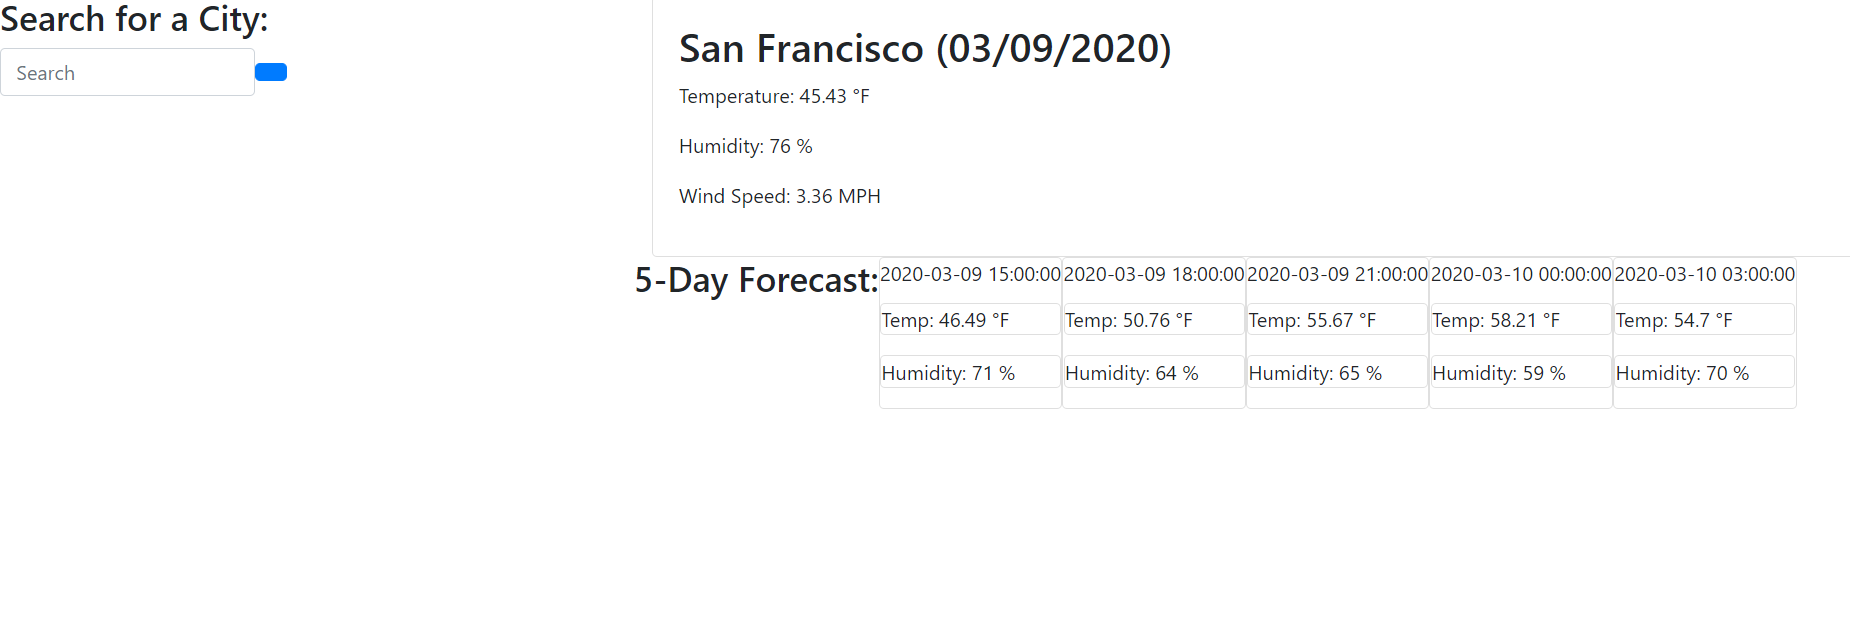 Search for a City:
Search
San Francisco (03/09/2020)
Temperature: 45.43 °F
Humidity: 76 %
Wind Speed: 3.36 MPH
5-Day Forecast:
2020-03-09 15:00:00 2020-03-09 18:00:00 2020-03-09 21:00:00 2020-03-10 00:00:00 2020-03-10 03:00:00
Temp: 46.49 °F Temp: 50.76 °F Temp: 55.67 °F Temp: 58.21 °F Temp: 54.7 °F
Humidity: 71 % Humidity: 64 % Humidity: 65 % Humidity: 59 % Humidity: 70 %